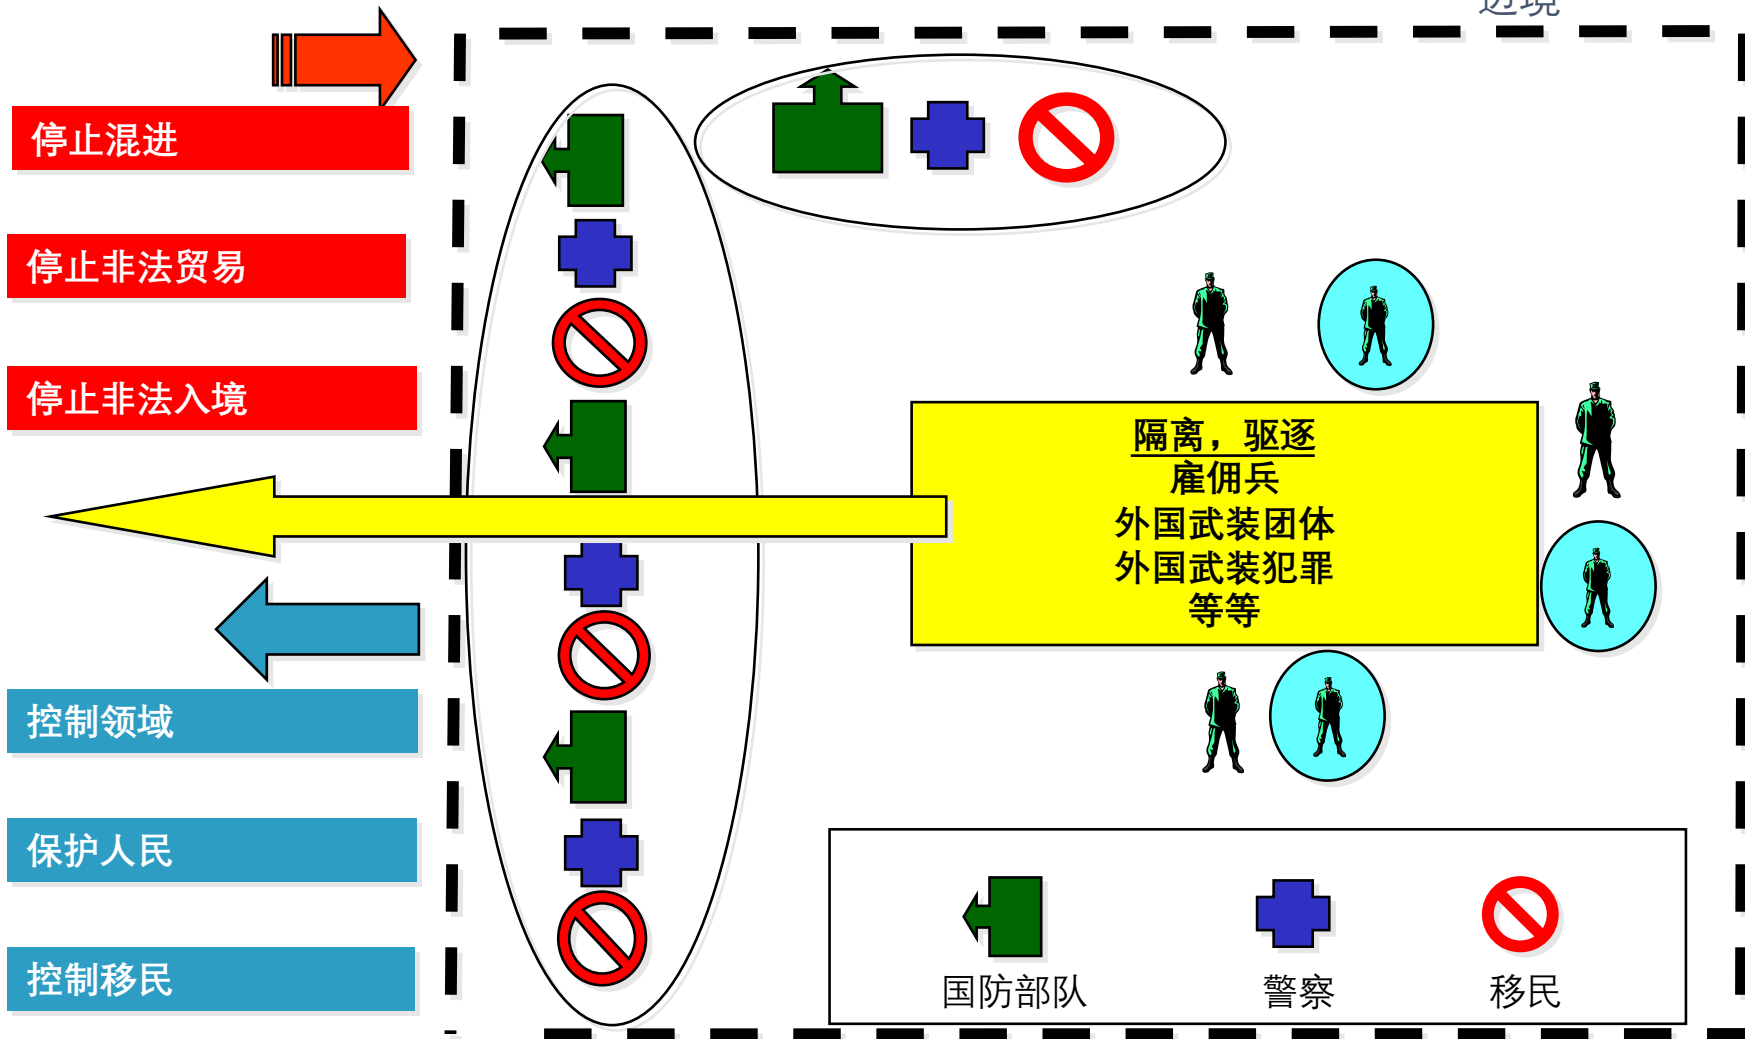 边境
停止混进
停止非法贸易
停止非法入境
隔离，驱逐
雇佣兵
外国武装团体
外国武装犯罪
等等
控制领域
保护人民
控制移民
国防部队
警察
移民